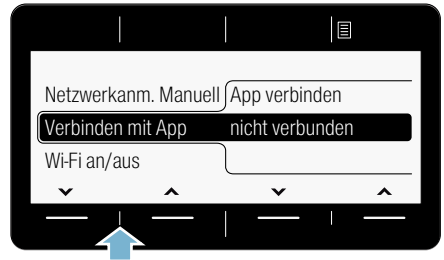 Netzwerkanm. Manuell App verbinden
Verbinden mit App nicht verbunden
Wi-Fi an/aus